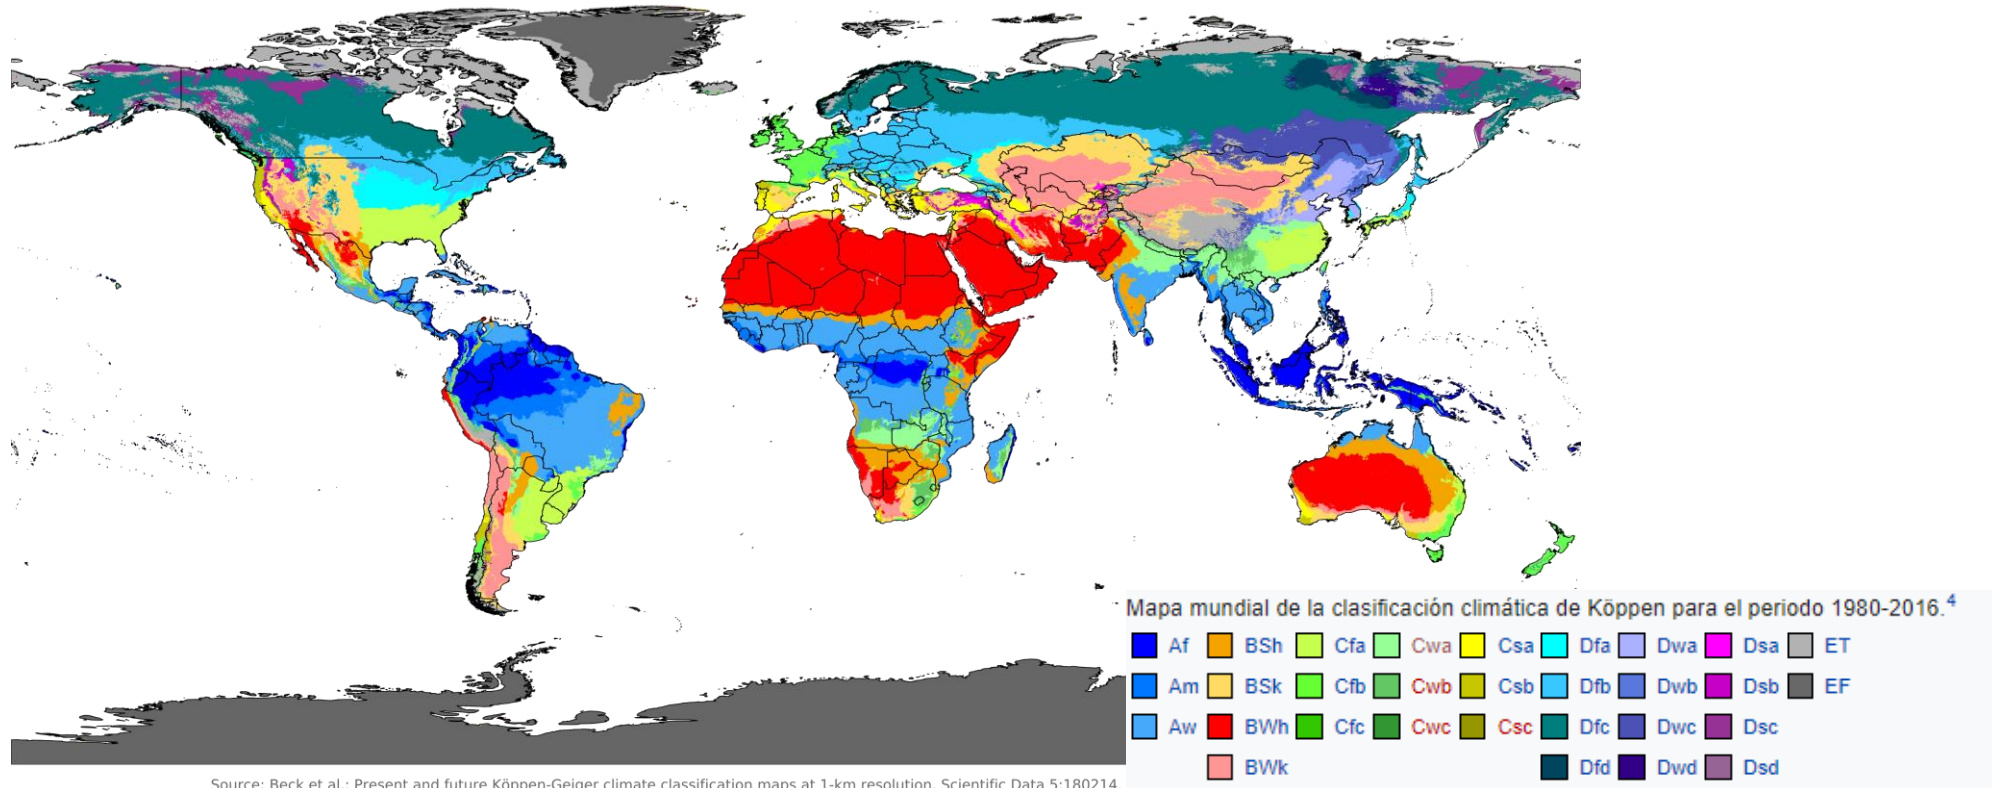 Mapa mundial de la clasificación climática de Köppen para el periodo 1980-2016.4
Af BSh Cfa Cwa Csa Dfa Dwa Dsa ET
Am BSk Cfb Cwb Csb Dfb Dwb Dsb EF
Aw BWh Cfc Cwc Csc Dfc Dwc Dsc
BWk Dfd Dwd Dsd
Source: Beck et al.: Present and future Köppen-Geiger climate classification maps at 1-km resolution. Scientific Data 5:180214,